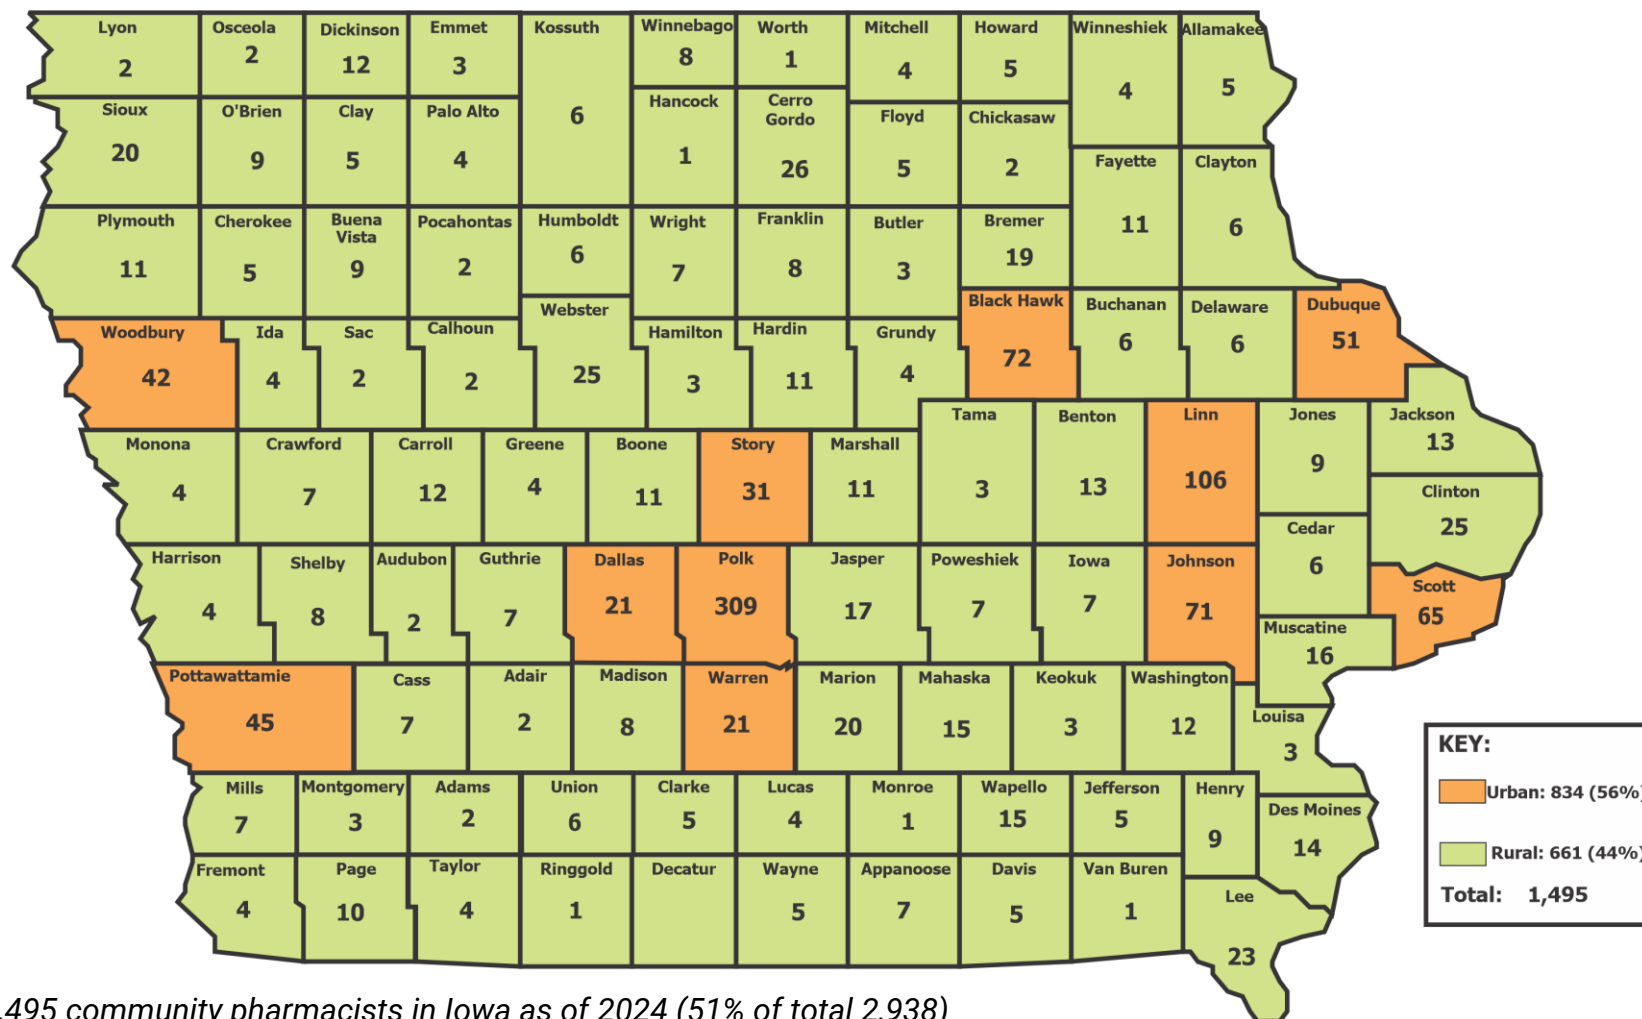 Lyon
2
Osceola
2
Dickinson
12
Emmet
3
Kossuth
6
Winnebago
8
Worth
1
Mitchell
4
Howard
5
Winneshiek
4
Allamakee
5
Sioux
20
O'Brien
9
Clay
5
Palo Alto
4
Hancock
1
Cerro
Gordo
26
Floyd
5
Chickasaw
2
Fayette
11
Clayton
6
Plymouth
11
Cherokee
5
Buena
Vista
9
Pocahontas
2
Humboldt
6
Wright
7
Franklin
8
Butler
3
Bremer
19
Woodbury
42
Ida
4
Sac
2
Calhoun
2
Webster
25
Hamilton
3
Hardin
11
Grundy
4
Black Hawk
72
Buchanan
6
Delaware
6
Dubuque
51
Monona
4
Crawford
7
Carroll
12
Greene
4
Boone
11
Story
31
Marshall
11
Tama
3
Benton
13
Linn
106
Jones
9
Jackson
13
Clinton
25
Cedar
6
Harrison
4
Shelby
8
Audubon
2
Guthrie
7
Dallas
21
Polk
309
Jasper
17
Poweshiek
7
Iowa
7
Johnson
71
Scott
65
Muscatine
16
Pottawattamie
45
Cass
7
Adair
2
Madison
8
Warren
21
Marion
20
Mahaska
15
Keokuk
3
Washington
12
Louisa
3
Mills
7
Montgomery
3
Adams
2
Union
6
Clarke
5
Lucas
4
Monroe
1
Wapello
15
Jefferson
5
Henry
9
Des Moines
14
Fremont
4
Page
10
Taylor
4
Ringgold
1
Decatur
Wayne
5
Appanoose
7
Davis
5
Van Buren
1
Lee
23
KEY:
Urban: 834 (56%)
Rural: 661 (44%)
Total: 1,495
,495 community pharmacists in Iowa as of 2024 (51% of total 2,938)